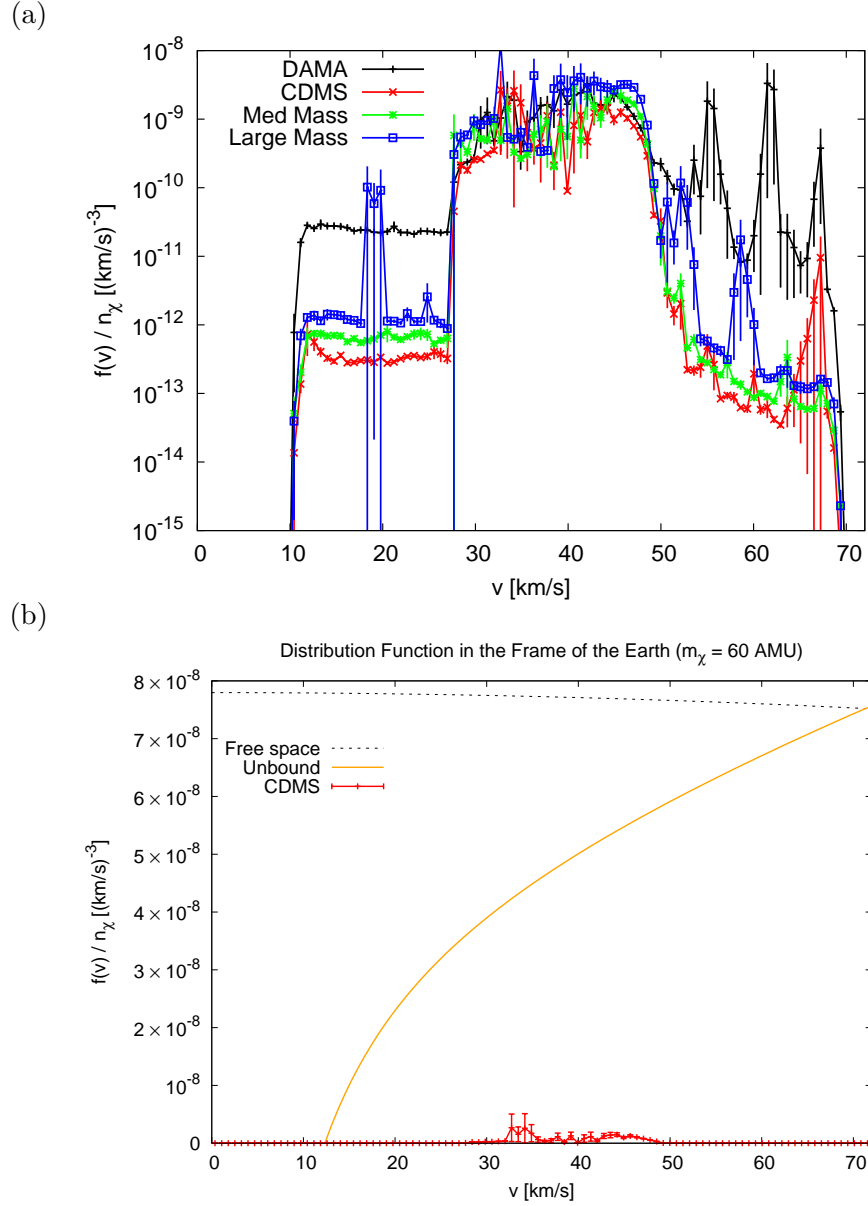 (a)
10^-8
10^-9
10^-10
10^-11
10^-12
10^-13
10^-14
10^-15
f(v) / n_χ [(km/s)^-3]
DAMA
CDMS
Med Mass
Large Mass
0 10 20 30 40 50 60 70
v [km/s]
(b)
Distribution Function in the Frame of the Earth (m_χ = 60 AMU)
8 × 10^-8
7 × 10^-8
6 × 10^-8
5 × 10^-8
4 × 10^-8
3 × 10^-8
2 × 10^-8
10^-8
0
f(v) / n_χ [(km/s)^-3]
Free space
Unbound
CDMS
0 10 20 30 40 50 60 70
v [km/s]